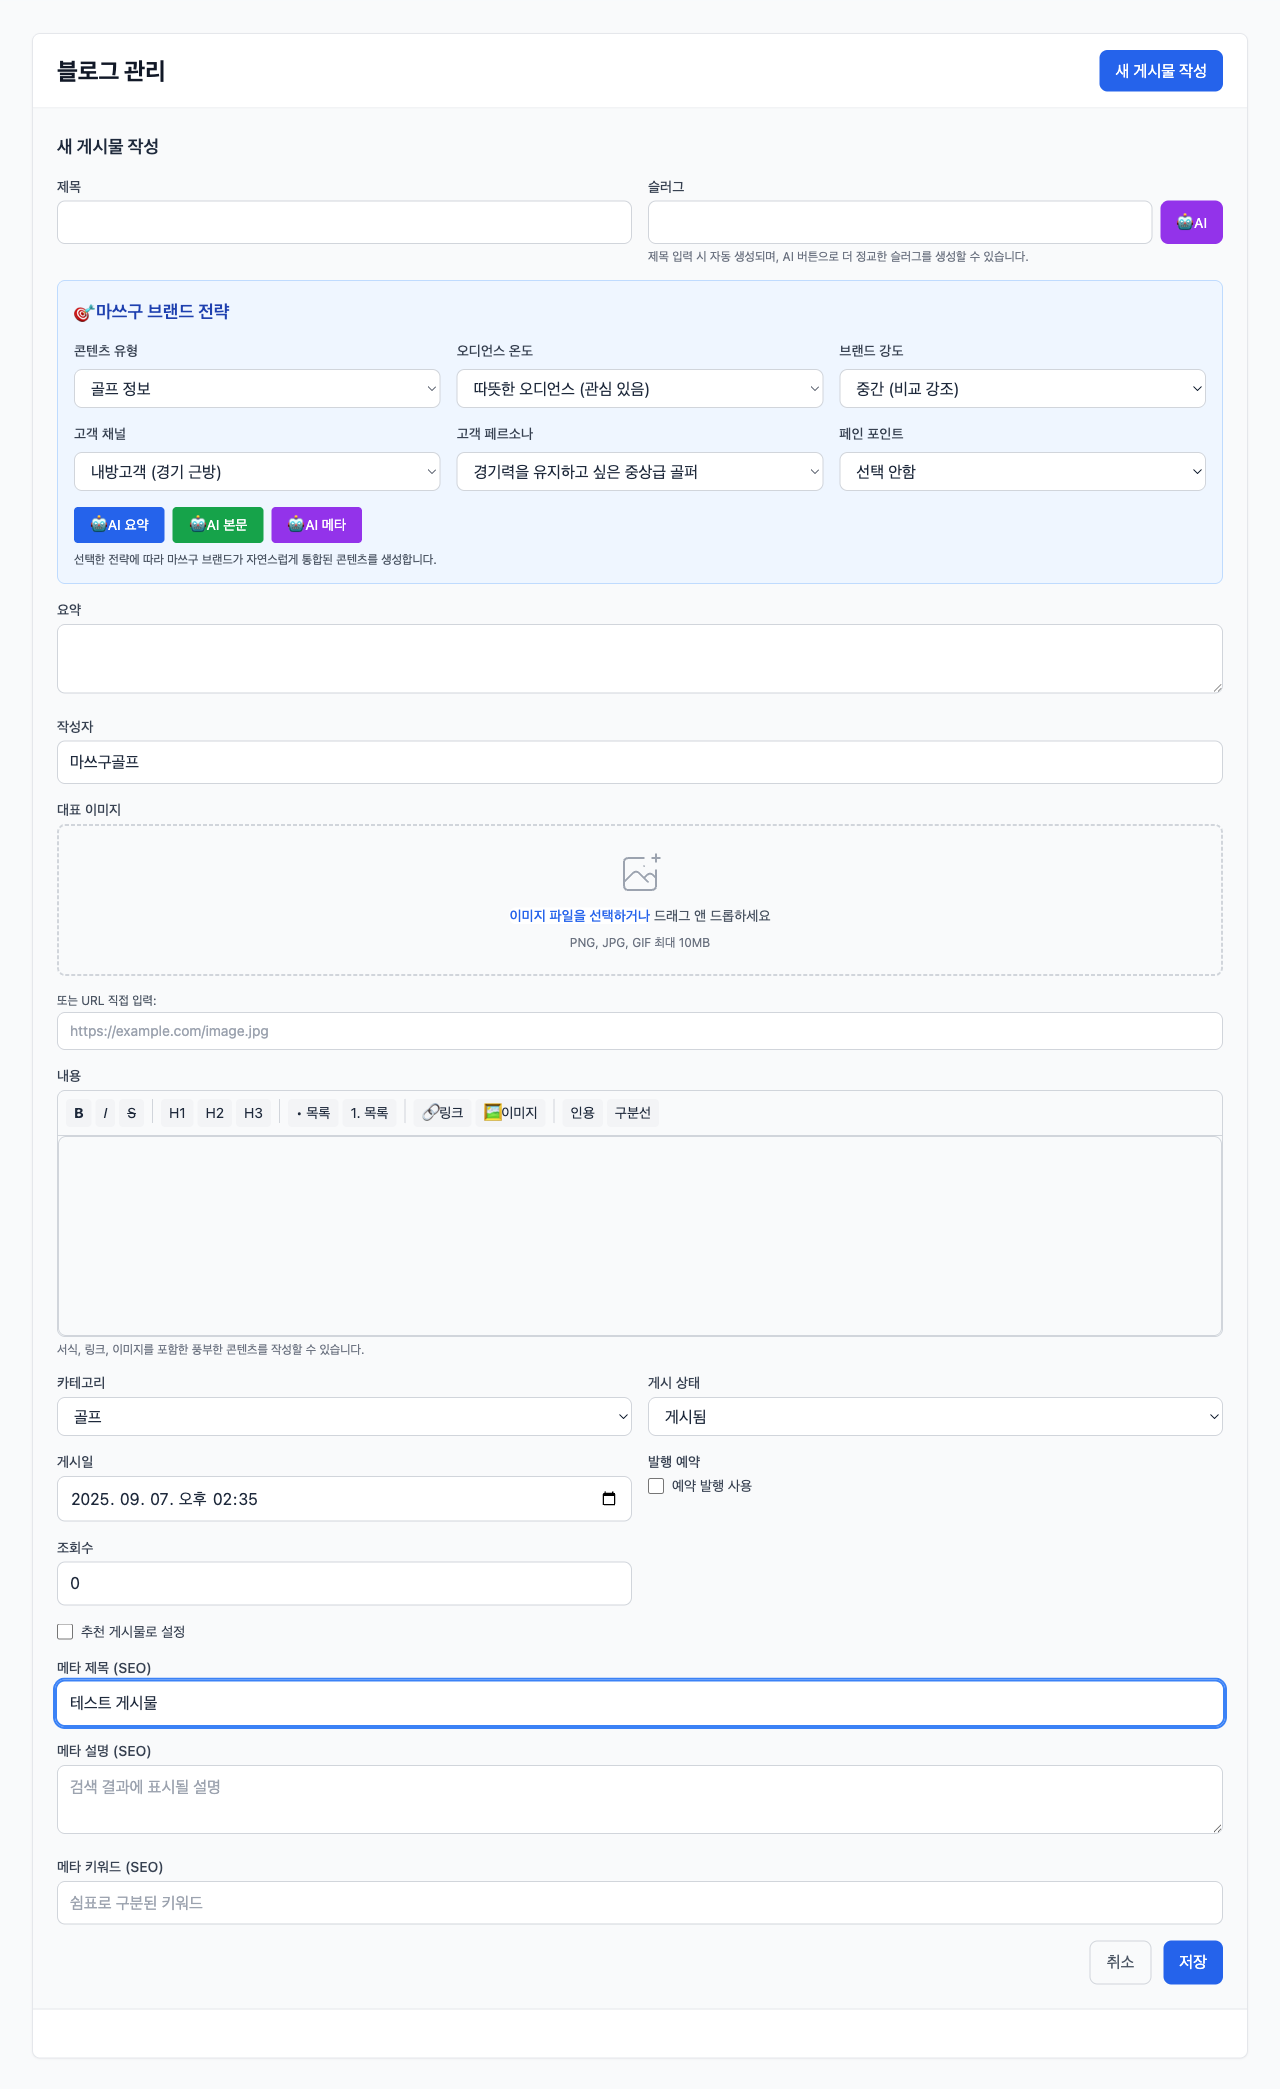 블로그 관리
새 게시물 작성
새 게시물 작성
제목
슬러그
AI
제목 입력 시 자동 생성되며, AI 버튼으로 더 정교한 슬러그를 생성할 수 있습니다.
마쓰구 브랜드 전략
콘텐츠 유형
오디언스 온도
브랜드 강도
골프 정보
따뜻한 오디언스 (관심 있음)
중간 (비교 강조)
고객 채널
고객 페르소나
페인 포인트
내방고객 (경기 근방)
경기력을 유지하고 싶은 중상급 골퍼
선택 안함
AI 요약
AI 본문
AI 메타
선택한 전략에 따라 마쓰구 브랜드가 자연스럽게 통합된 콘텐츠를 생성합니다.
요약
작성자
마쓰구골프
대표 이미지
이미지 파일을 선택하거나 드래그 앤 드롭하세요
PNG, JPG, GIF 최대 10MB
또는 URL 직접 입력:
https://example.com/image.jpg
내용
B I S H1 H2 H3 • 목록 1. 목록 링크 이미지 인용 구분선
서식, 링크, 이미지를 포함한 풍부한 콘텐츠를 작성할 수 있습니다.
카테고리
게시 상태
골프
게시됨
게시일
발행 예약
2025. 09. 07. 오후 02:35
예약 발행 사용
조회수
0
추천 게시물로 설정
메타 제목 (SEO)
테스트 게시물
메타 설명 (SEO)
검색 결과에 표시될 설명
메타 키워드 (SEO)
쉼표로 구분된 키워드
취소
저장